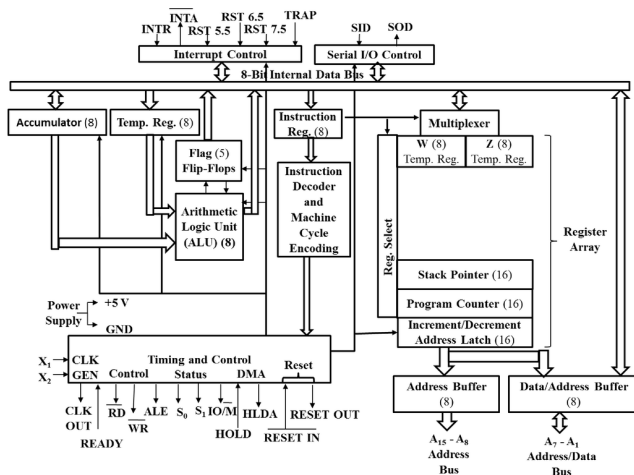 RST 6.5 TRAP
INTA
INTR RST 5.5 RST 7.5
SID SOD
Interrupt Control
Serial I/O Control
8-Bit Internal Data Bus
Accumulator (8)
Temp. Reg. (8)
Instruction
Reg. (8)
Multiplexer
W (8)
Temp. Reg.
Z (8)
Temp. Reg.
Flag (5)
Flip-Flops
Instruction
Decoder
and
Machine
Cycle
Encoding
Arithmetic
Logic Unit
(ALU) (8)
Reg. Select
Register
Array
Stack Pointer (16)
Program Counter (16)
Increment/Decrement
Address Latch (16)
Power
Supply
+5 V
GND
Timing and Control
X1 CLK
X2 GEN
Control Status DMA Reset
CLK
OUT
READY
RD
WR
ALE
S0
S1
IO/M
HOLD
HLDA
RESET IN
RESET OUT
Address Buffer
(8)
Data/Address Buffer
(8)
A15 - A8
Address
Bus
A7 - A1
Address/Data
Bus